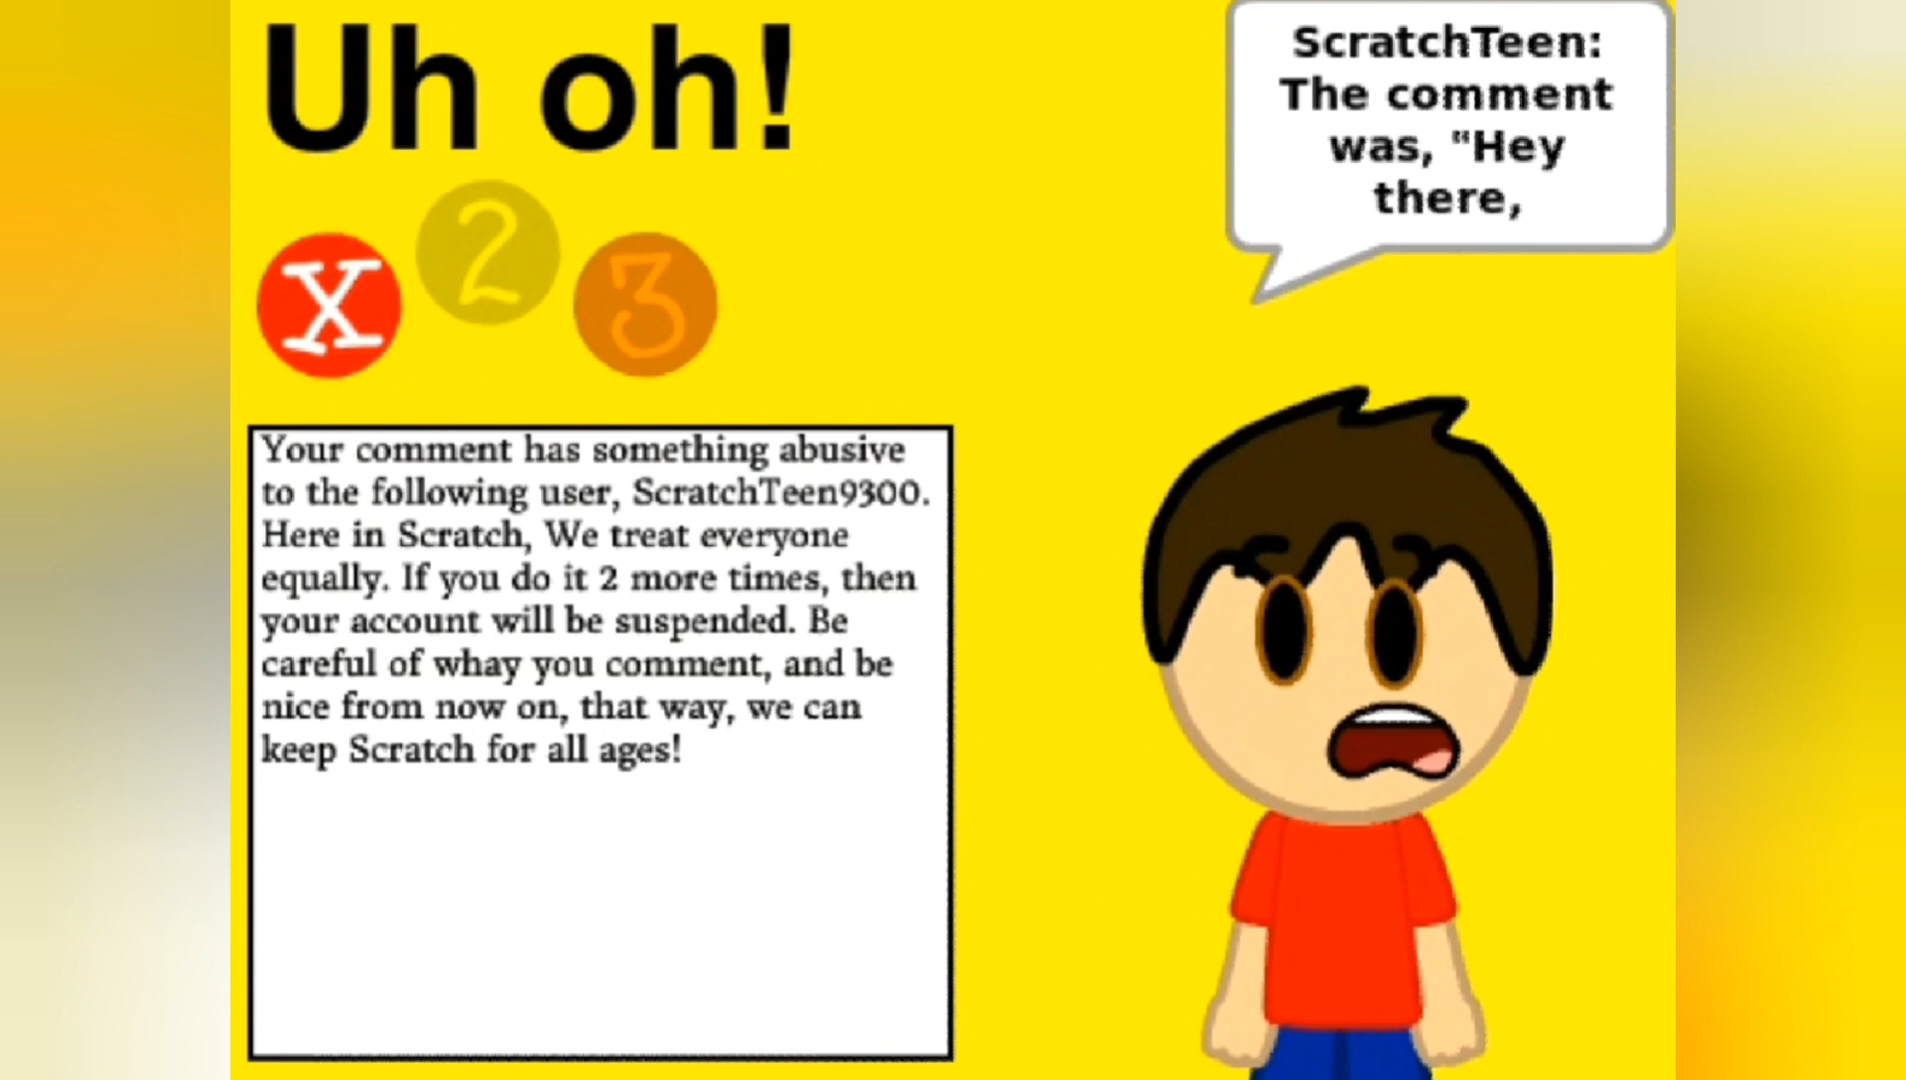 Uh oh!
ScratchTeen:
The comment
was, "Hey
there,
X 2 3
Your comment has something abusive
to the following user, ScratchTeen9300.
Here in Scratch, We treat everyone
equally. If you do it 2 more times, then
your account will be suspended. Be
careful of whay you comment, and be
nice from now on, that way, we can
keep Scratch for all ages!